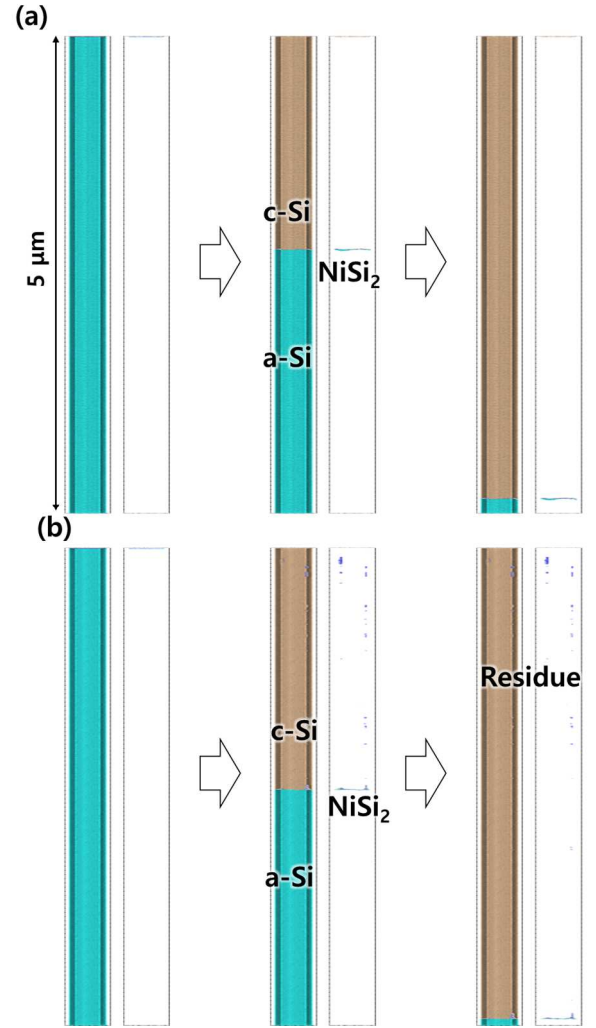 (a)
5 μm
c-Si
NiSi₂
a-Si
(b)
Residue
c-Si
NiSi₂
a-Si